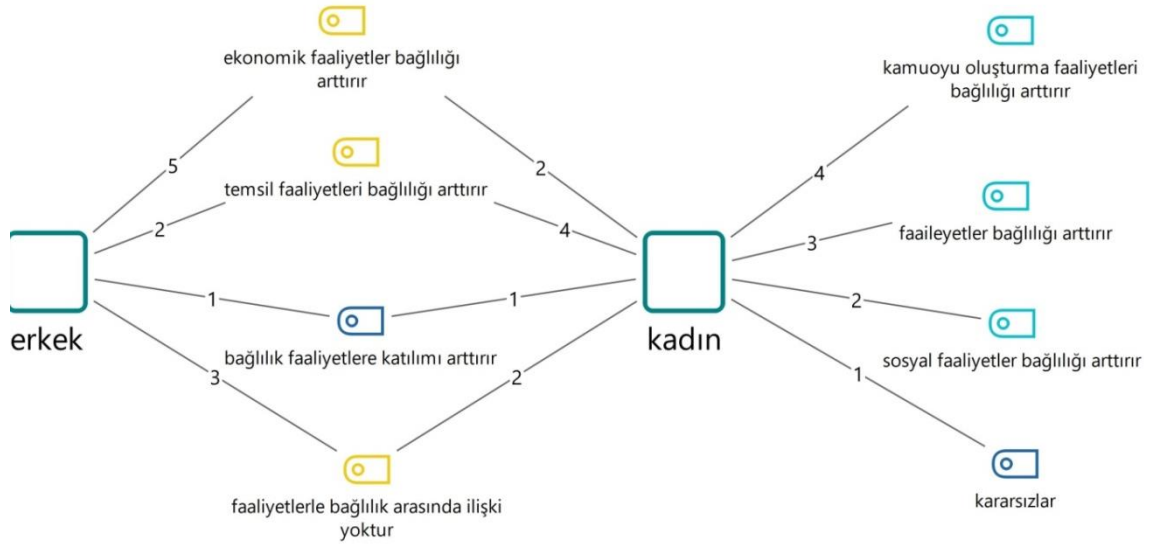 ekonomik faaliyetler bağlılığı
arttırır
kamuoyu oluşturma faaliyetleri
bağlılığı arttırır
5
2
4
temsil faaliyetleri bağlılığı arttırır
2
4
3
faaileyetler bağlılığı arttırır
1
1
2
erkek
kadın
bağlılık faaliyetlere katılımı arttırır
sosyal faaliyetler bağlılığı arttırır
3
2
1
faaliyetlerle bağlılık arasında ilişki
yoktur
kararsızlar